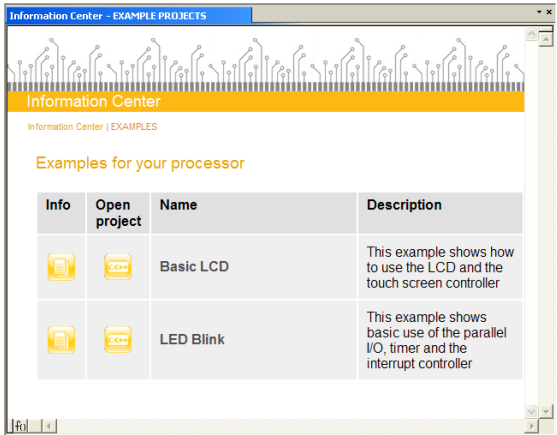 Information Center - EXAMPLE PROJECTS
Information Center
Information Center | EXAMPLES
Examples for your processor
Info
Open
project
Name
Description
Basic LCD
This example shows how
to use the LCD and the
touch screen controller
LED Blink
This example shows
basic use of the parallel
I/O, timer and the
interrupt controller